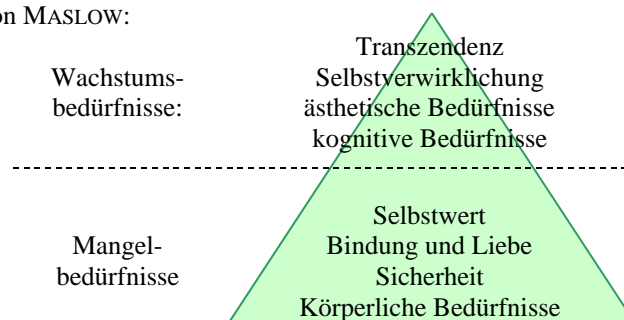 on MASLOW:
Transzendenz
Wachstums-
Selbstverwirklichung
bedürfnisse:
ästhetische Bedürfnisse
kognitive Bedürfnisse
Selbstwert
Mangel-
Bindung und Liebe
bedürfnisse
Sicherheit
Körperliche Bedürfnisse